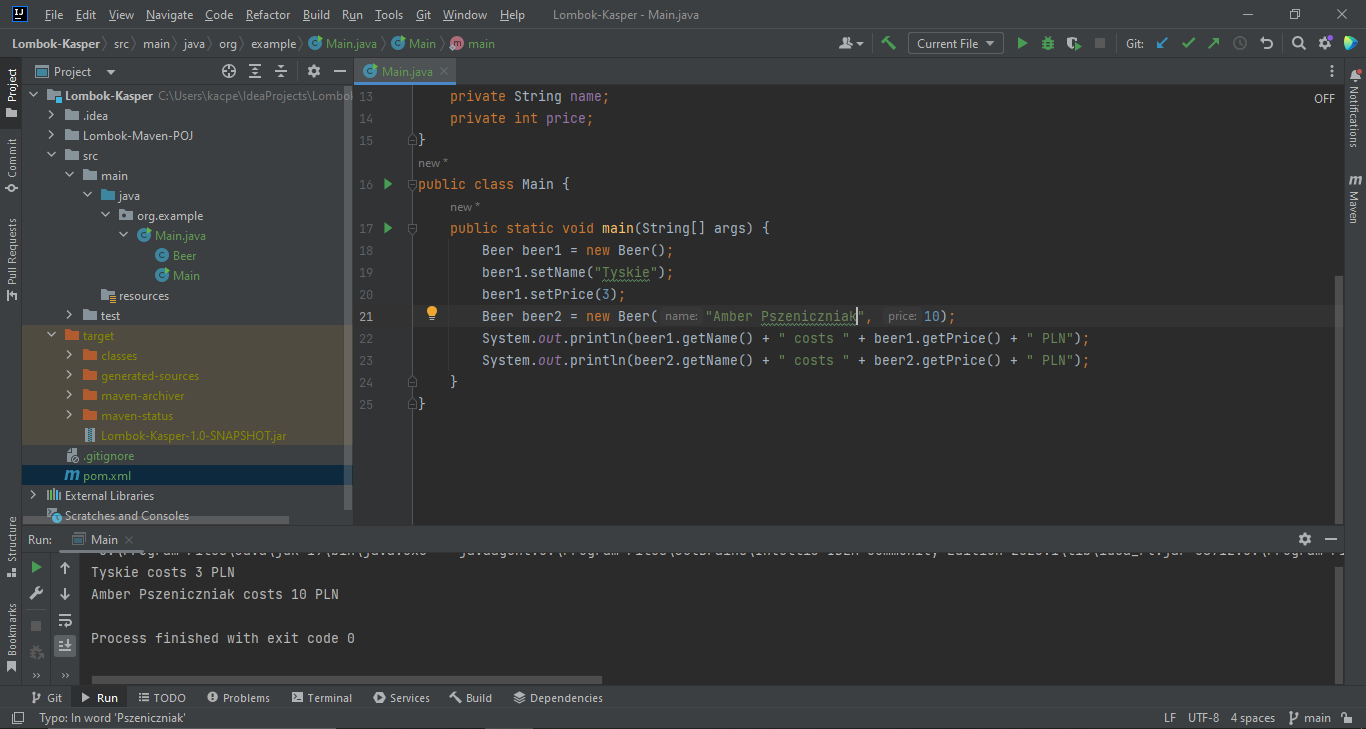 File Edit View Navigate Code Refactor Build Run Tools Git Window Help Lombok-Kasper - Main.java
Lombok-Kasper src main java org example Main.java Main main Current File Git:
Project
Main.java
Lombok-Kasper C:\Users\kacpe\IdeaProjects\Lombok
.idea
Lombok-Maven-POJ
src
main
java
org.example
Main.java
Beer
Main
resources
test
target
classes
generated-sources
maven-archiver
maven-status
Lombok-Kasper-1.0-SNAPSHOT.jar
.gitignore
pom.xml
External Libraries
Scratches and Consoles
OFF
13 private String name;
14 private int price;
15 }
new *
16 public class Main {
new *
17 public static void main(String[] args) {
18 Beer beer1 = new Beer();
19 beer1.setName("Tyskie");
20 beer1.setPrice(3);
21 Beer beer2 = new Beer( name: "Amber Pszeniczniak", price: 10);
22 System.out.println(beer1.getName() + " costs " + beer1.getPrice() + " PLN");
23 System.out.println(beer2.getName() + " costs " + beer2.getPrice() + " PLN");
24 }
25 }
Project
Commit
Pull Requests
Structure
Bookmarks
Notifications
Maven
Run: Main
Tyskie costs 3 PLN
Amber Pszeniczniak costs 10 PLN
Process finished with exit code 0
Git Run TODO Problems Terminal Services Build Dependencies
Typo: In word 'Pszeniczniak' LF UTF-8 4 spaces main